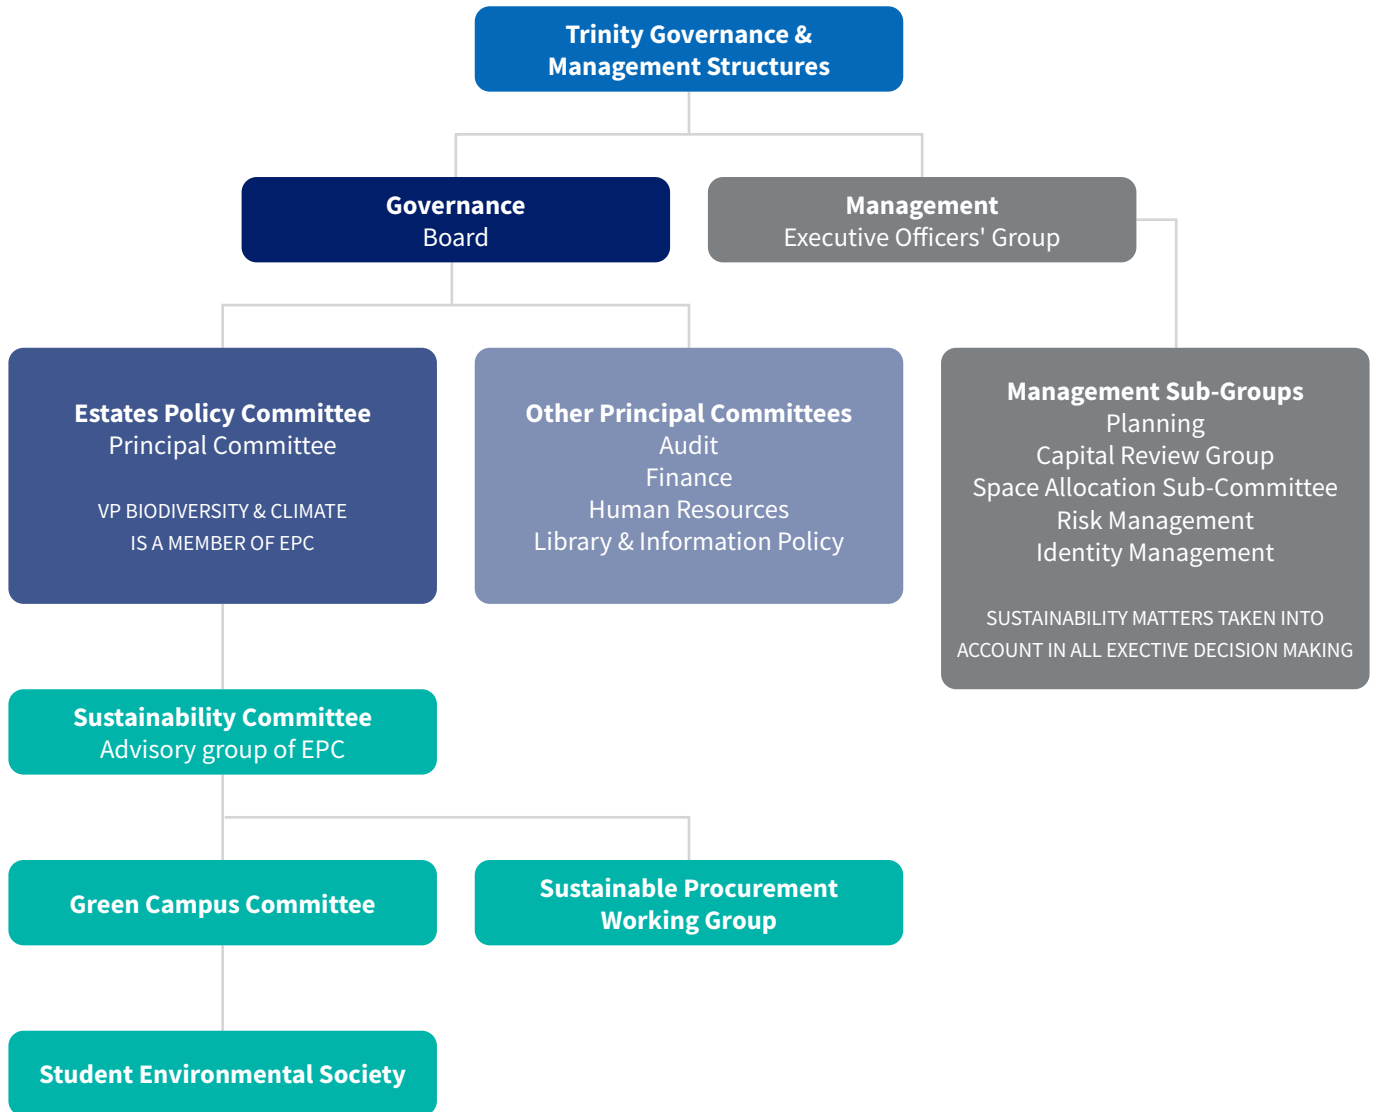 Trinity Governance &
Management Structures
Governance
Board
Management
Executive Officers' Group
Estates Policy Committee
Principal Committee
VP BIODIVERSITY & CLIMATE
IS A MEMBER OF EPC
Other Principal Committees
Audit
Finance
Human Resources
Library & Information Policy
Management Sub-Groups
Planning
Capital Review Group
Space Allocation Sub-Committee
Risk Management
Identity Management
SUSTAINABILITY MATTERS TAKEN INTO
ACCOUNT IN ALL EXECTIVE DECISION MAKING
Sustainability Committee
Advisory group of EPC
Green Campus Committee
Sustainable Procurement
Working Group
Student Environmental Society